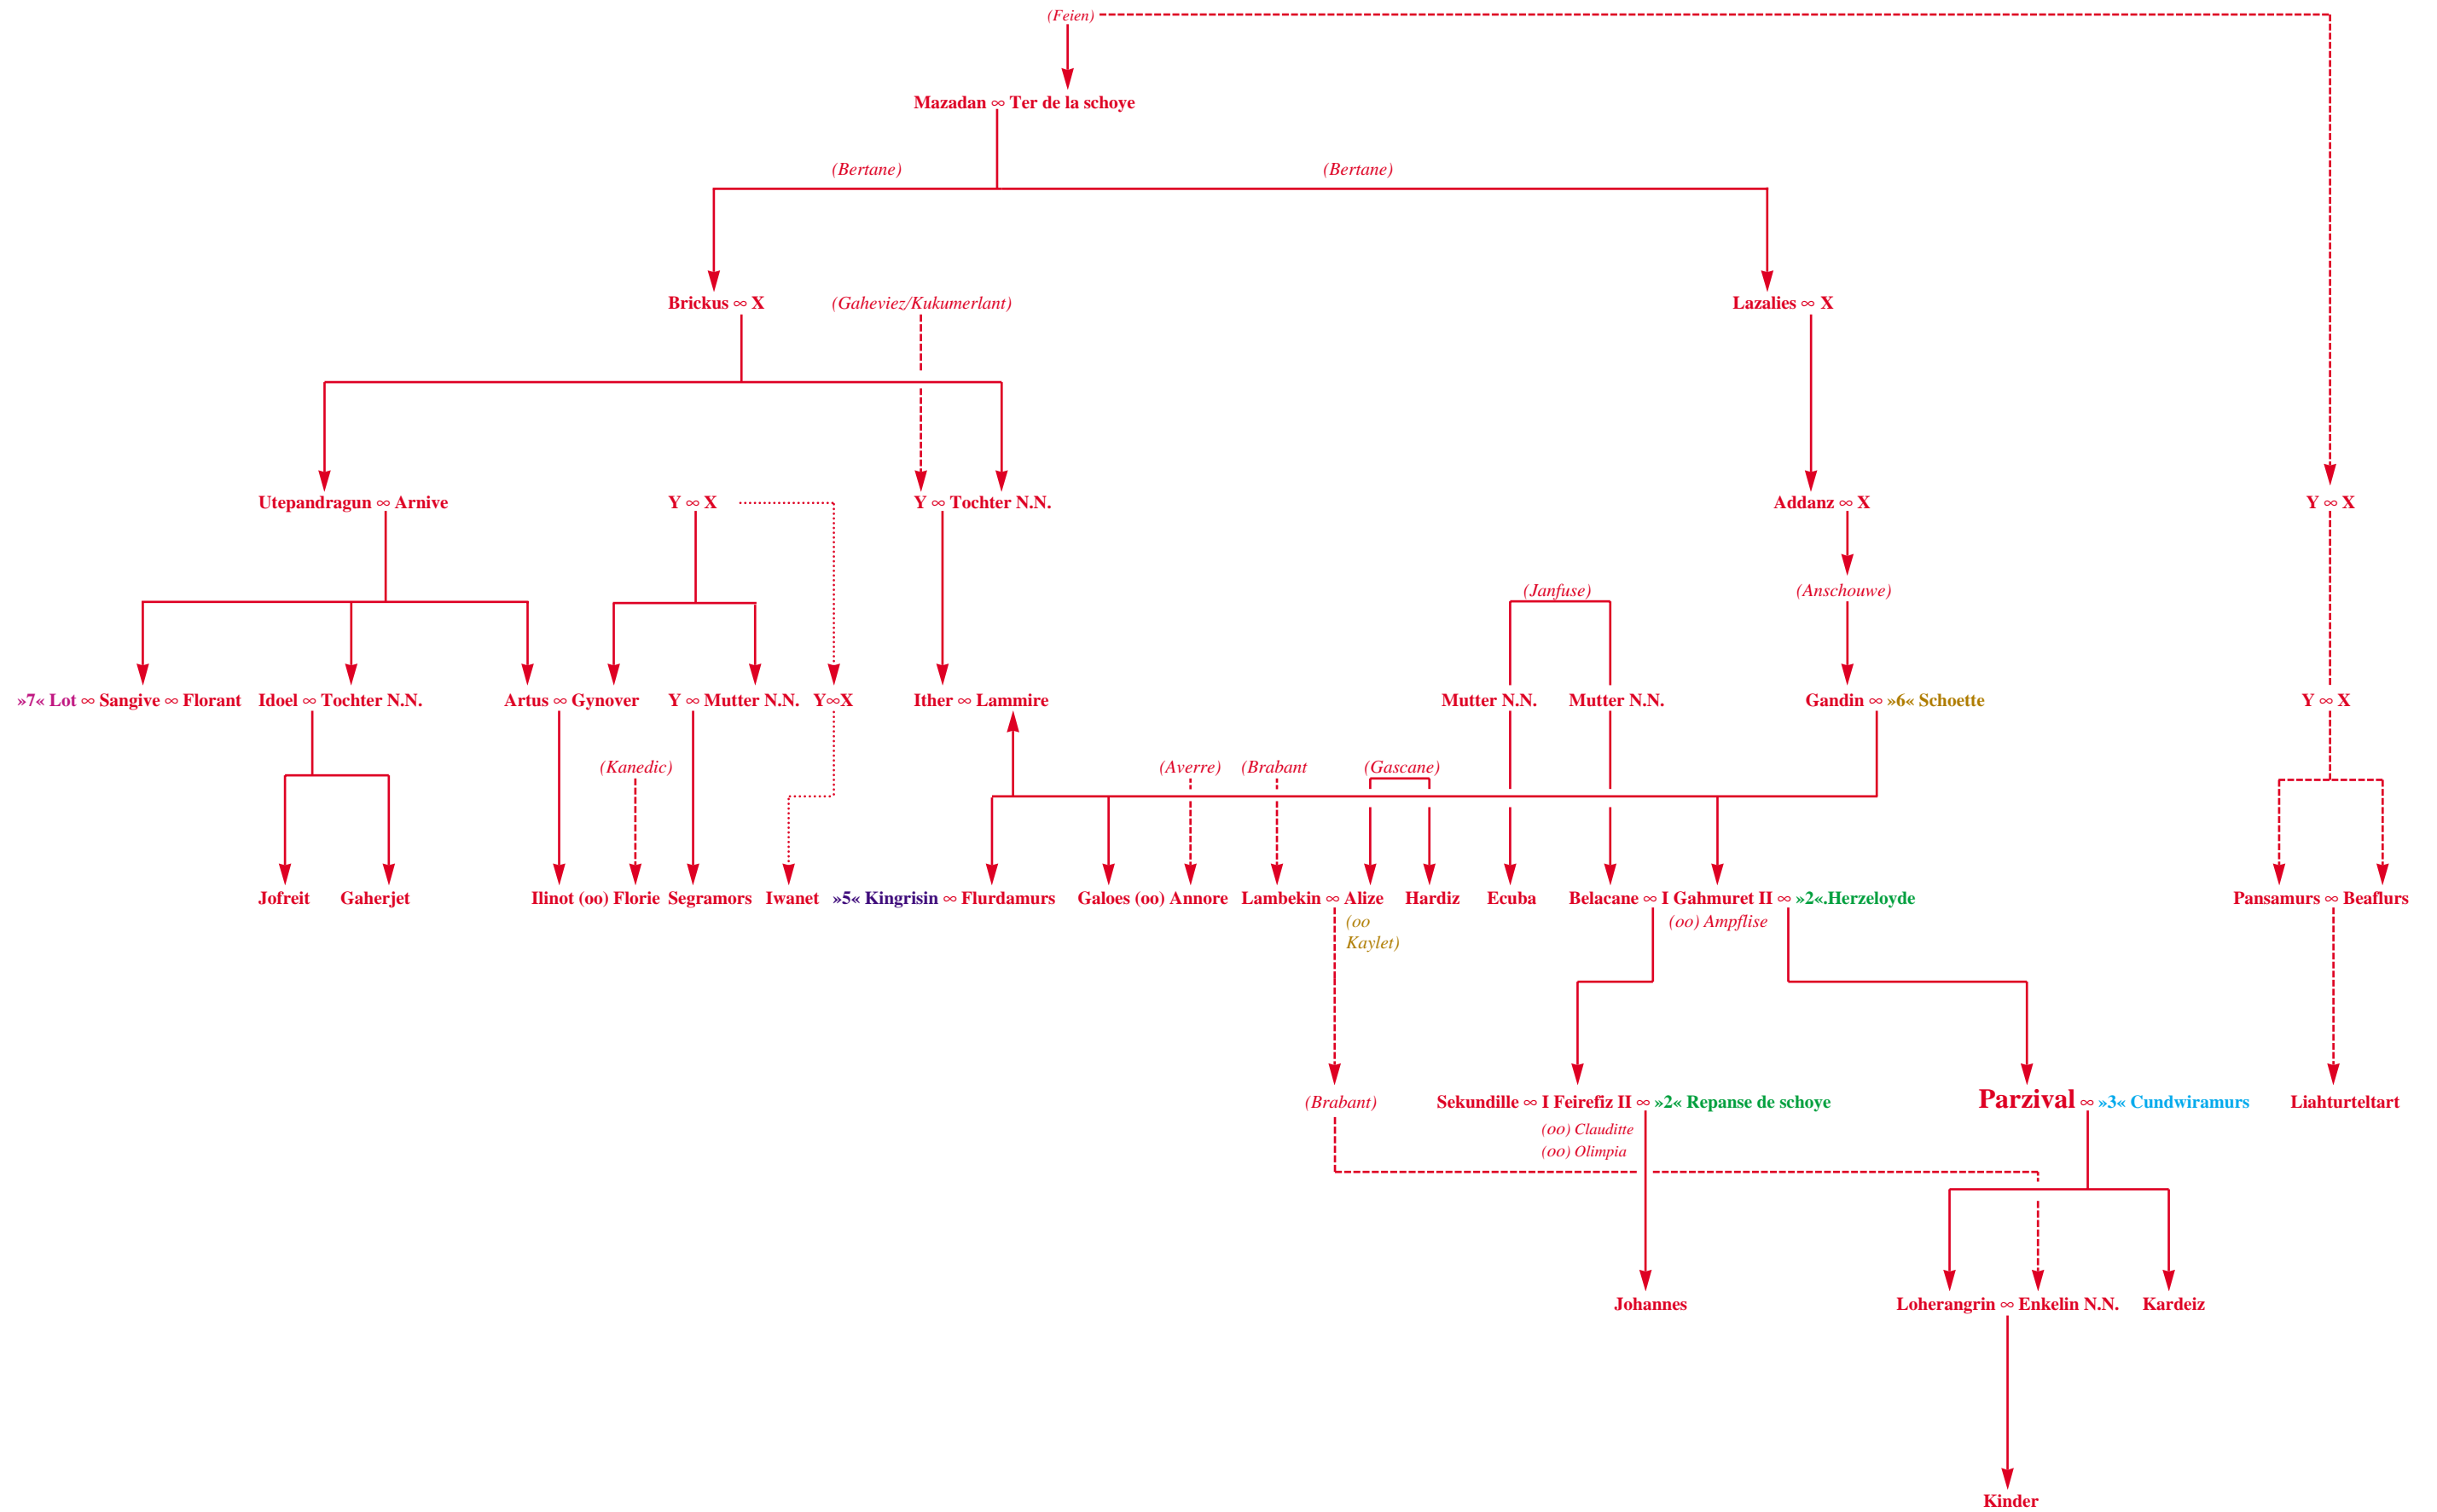 (Feien)
Mazadan ∞ Ter de la schoye
(Bertane) (Bertane)
Brickus ∞ X (Gaheviez/Kukumerlant) Lazalies ∞ X
Utepandragun ∞ Arnive Y ∞ X Y ∞ Tochter N.N. Addanz ∞ X Y ∞ X
(Janfuse) (Anschouwe)
»7« Lot ∞ Sangive ∞ Florant Idoel ∞ Tochter N.N. Artus ∞ Gynover Y ∞ Mutter N.N. Y∞X Ither ∞ Lammire Mutter N.N. Mutter N.N. Gandin ∞ »6« Schoette Y ∞ X
(Kanedic) (Averre) (Brabant (Gascane)
Jofreit Gaherjet Ilinot (oo) Florie Segramors Iwanet »5« Kingrisin ∞ Flurdamurs Galoes (oo) Annore Lambekin ∞ Alize Hardiz Ecuba Belacane ∞ I Gahmuret II ∞ »2«.Herzeloyde Pansamurs ∞ Beaflurs
(oo (oo) Ampflise
Kaylet)
(Brabant) Sekundille ∞ I Feirefiz II ∞ »2« Repanse de schoye Parzival ∞ »3« Cundwiramurs Liahturteltart
(oo) Clauditte
(oo) Olimpia
Johannes Loherangrin ∞ Enkelin N.N. Kardeiz
Kinder